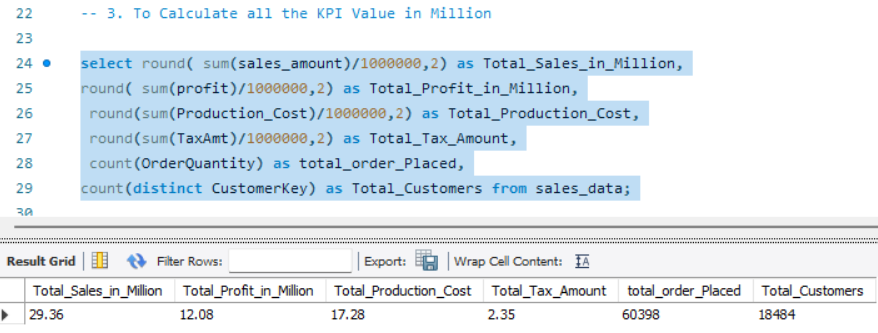 22 -- 3. To Calculate all the KPI Value in Million
23
24 select round( sum(sales_amount)/1000000,2) as Total_Sales_in_Million,
25 round( sum(profit)/1000000,2) as Total_Profit_in_Million,
26 round(sum(Production_Cost)/1000000,2) as Total_Production_Cost,
27 round(sum(TaxAmt)/1000000,2) as Total_Tax_Amount,
28 count(OrderQuantity) as total_order_Placed,
29 count(distinct CustomerKey) as Total_Customers from sales_data;
30
Result Grid Filter Rows: Export: Wrap Cell Content: IA
Total_Sales_in_Million Total_Profit_in_Million Total_Production_Cost Total_Tax_Amount total_order_Placed Total_Customers
29.36 12.08 17.28 2.35 60398 18484